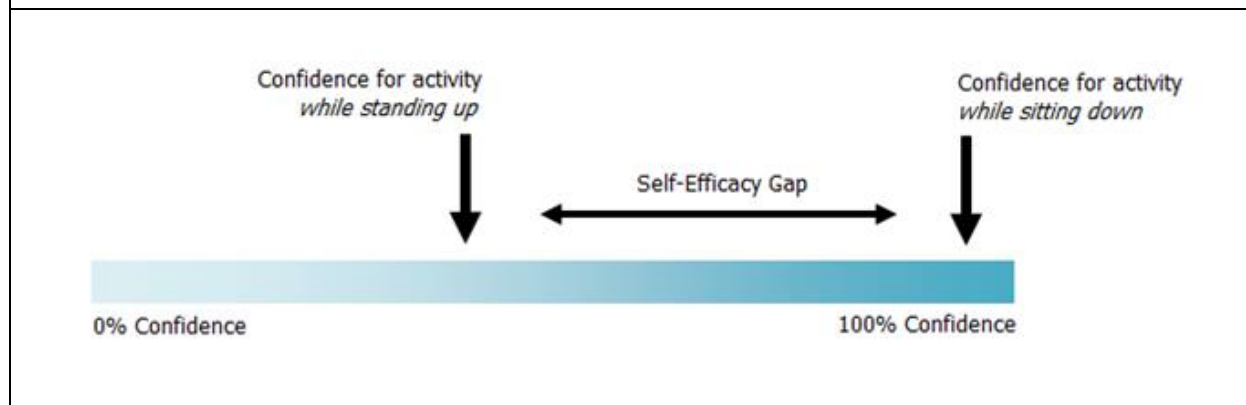 Confidence for activity
while standing up
Confidence for activity
while sitting down
Self-Efficacy Gap
0% Confidence
100% Confidence